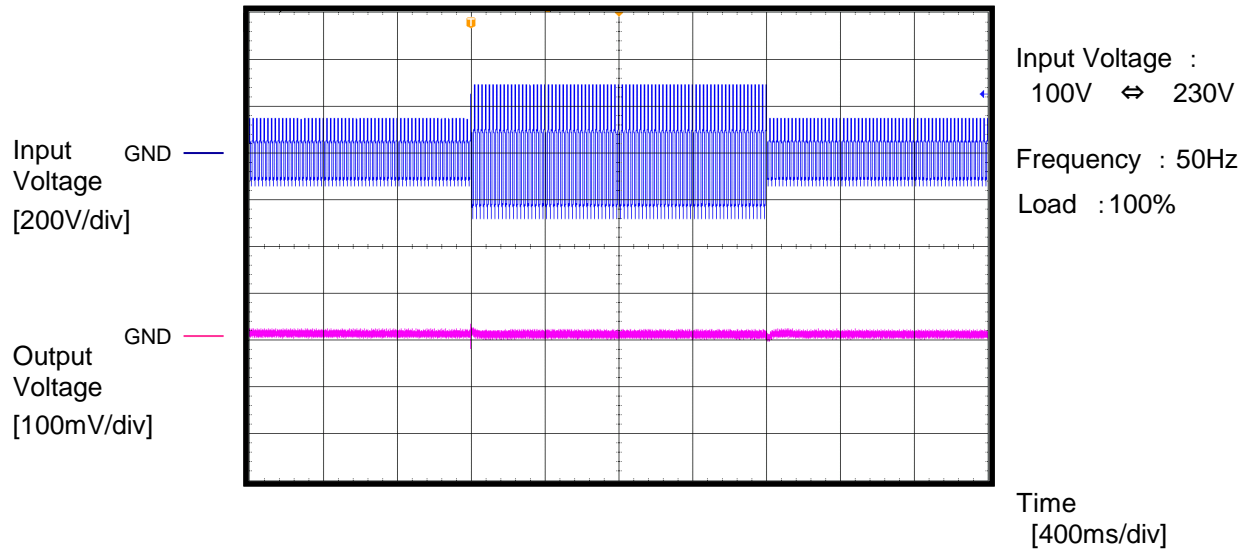 T
Input Voltage :
100V ⇔ 230V
Frequency : 50Hz
Load : 100%
Input
Voltage
[200V/div]
GND
Output
Voltage
[100mV/div]
GND
Time
[400ms/div]